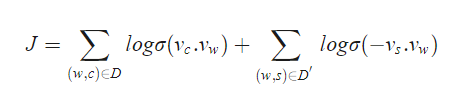 J = ∑ logσ(v_c.v_w) + ∑ logσ(−v_s.v_w)
(w,c)∈D (w,s)∈D′